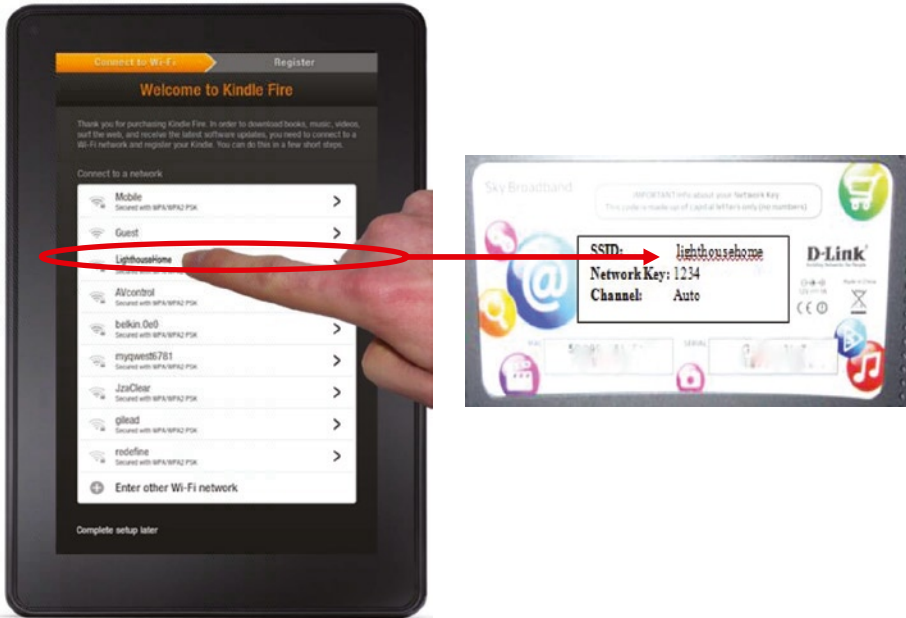 Connect to Wi-Fi
Register
Welcome to Kindle Fire
Thank you for purchasing Kindle Fire. In order to download books, music, videos,
surf the web, and receive the latest software updates, you need to connect to a
Wi-Fi network and register your Kindle. You can do this in a few short steps.
Connect to a network
Mobile
Secured with WPA/WPA2 PSK
Guest
LighthouseHome
Secured with WPA/WPA2 PSK
AVcontrol
Secured with WPA/WPA2 PSK
belkin.0e0
Secured with WPA/WPA2 PSK
myqwest6781
Secured with WPA/WPA2 PSK
JzaClear
Secured with WPA/WPA2 PSK
gilead
Secured with WPA/WPA2 PSK
redefine
Secured with WPA/WPA2 PSK
Enter other Wi-Fi network
Complete setup later
Sky Broadband
IMPORTANT info about your Network Key
This code is made up of capital letters only (no numbers)
SSID: lighthousehome
Network Key: 1234
Channel: Auto
D-Link
Building Networks for People
Made in China
SERIAL